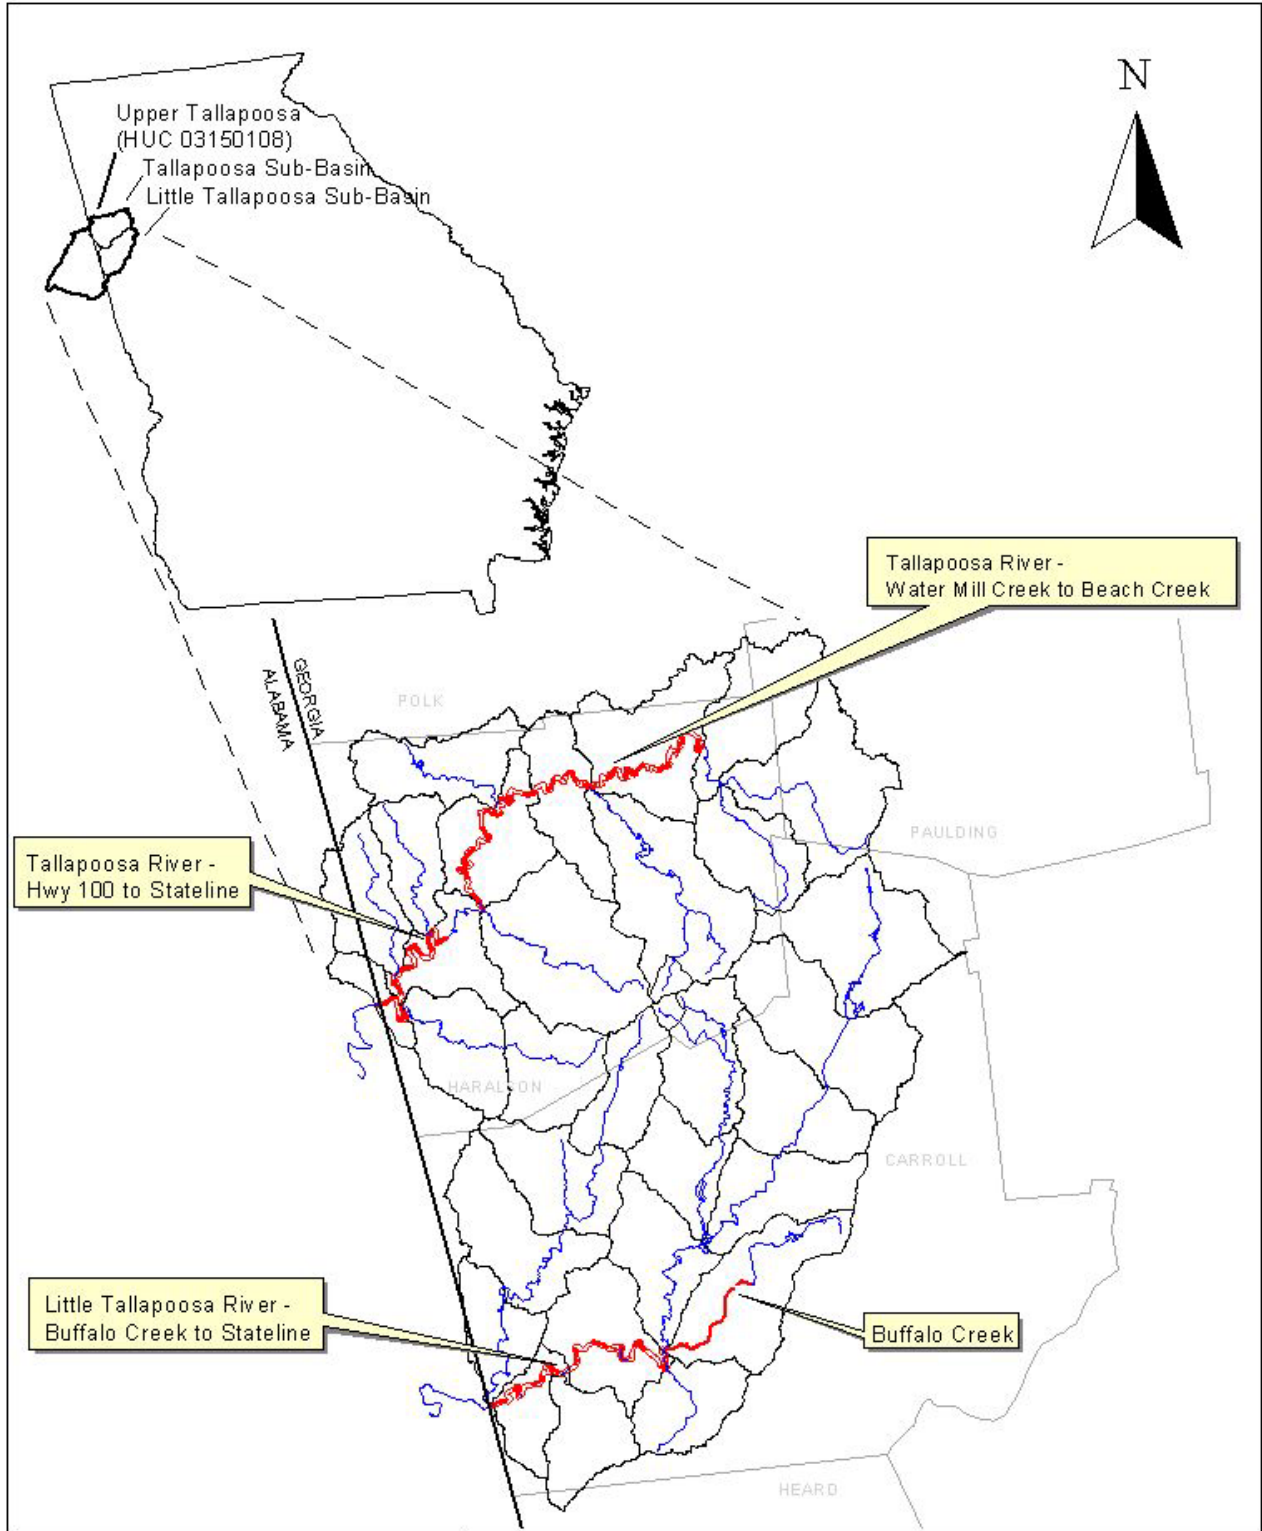 N
Upper Tallapoosa
(HUC 03150108)
Tallapoosa Sub-Basin
Little Tallapoosa Sub-Basin
Tallapoosa River -
Water Mill Creek to Beach Creek
GEORGIA
ALABAMA
POLK
PAULDING
Tallapoosa River -
Hwy 100 to Stateline
HARALSON
CARROLL
Little Tallapoosa River -
Buffalo Creek to Stateline
Buffalo Creek
HEARD